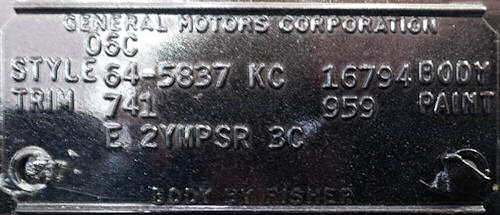 GENERAL MOTORS CORPORATION
06C
STYLE 64-5837 KC 16794 BODY
TRIM 741 959 PAINT
E 2YMPSR 3C
BODY BY FISHER